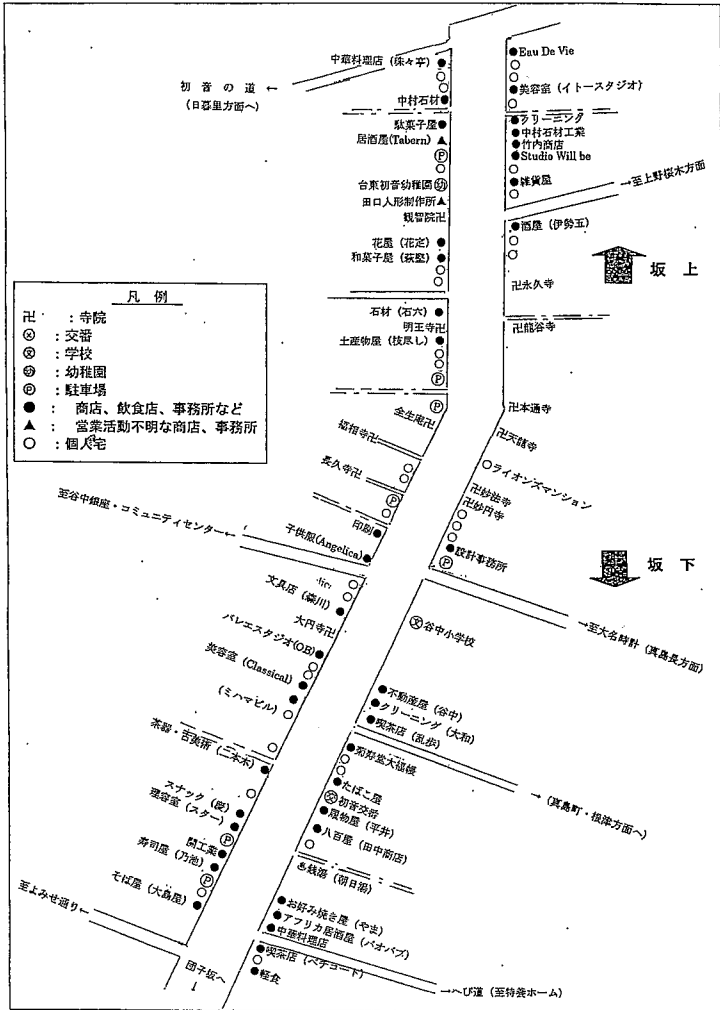 中華料理店(珠々亭)
初音の道 ←
(日暮里方面へ)
中村石材
駄菓子屋
居酒屋(Tabern)
Ⓟ
台東初音幼稚園 幼
田口人形制作所
観智院卍
花屋(花定)
和菓子屋(荻堅)
石材(石六)
明王寺卍
土産物屋(枝尽し)
Ⓟ
Ⓟ
金生庵卍
福相寺卍
長久寺卍
Ⓟ
印刷
子供服(Angelica)
至谷中銀座・コミュニティセンター←
文具店(森川)
大円寺卍
バレエスタジオ(OB)
美容室(Classical)
(ミハマビル)
茶器・古美術(二本木)
スナック(慶)
理容室(スター)
Ⓟ
関工業
寿司屋(乃池)
Ⓟ
そば屋(大島屋)
至よみせ通り←
団子坂へ
↓
Eau De Vie
美容室(イトースタジオ)
クリーニング
中村石材工業
竹内商店
Studio Will be
雑貨屋
→至上野桜木方面
酒屋(伊勢五)
坂上
卍永久寺
卍龍谷寺
卍本通寺
卍天龍寺
ライオンズマンション
卍妙法寺
卍妙円寺
設計事務所
Ⓟ
坂下
→至大名時計(真島長方面)
文 谷中小学校
不動産屋(谷中)
クリーニング(大和)
喫茶店(乱歩)
→(真島町・根津方面へ)
菊寿堂大福帳
たばこ屋
初音交番
履物屋(平井)
八百屋(田中商店)
♨銭湯(朝日湯)
お好み焼き屋(やま)
アフリカ居酒屋(バオバブ)
中華料理店
喫茶店(ペチコート)
軽食
→へび道(至特養ホーム)
凡例
卍 :寺院
⊗ :交番
文 :学校
幼 :幼稚園
Ⓟ :駐車場
● : 商店、飲食店、事務所など
▲ : 営業活動不明な商店、事務所
○ :個人宅